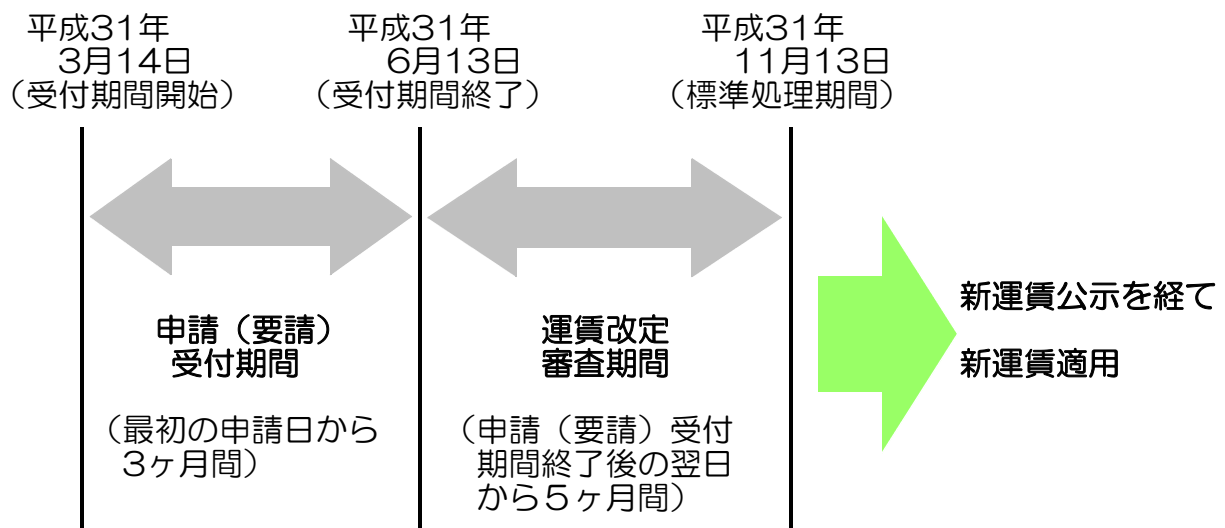 平成31年
3月14日
（受付期間開始）
平成31年
6月13日
（受付期間終了）
平成31年
11月13日
（標準処理期間）
申請（要請）
受付期間
（最初の申請日から
3ヶ月間）
運賃改定
審査期間
（申請（要請）受付
期間終了後の翌日
から５ヶ月間）
新運賃公示を経て
新運賃適用